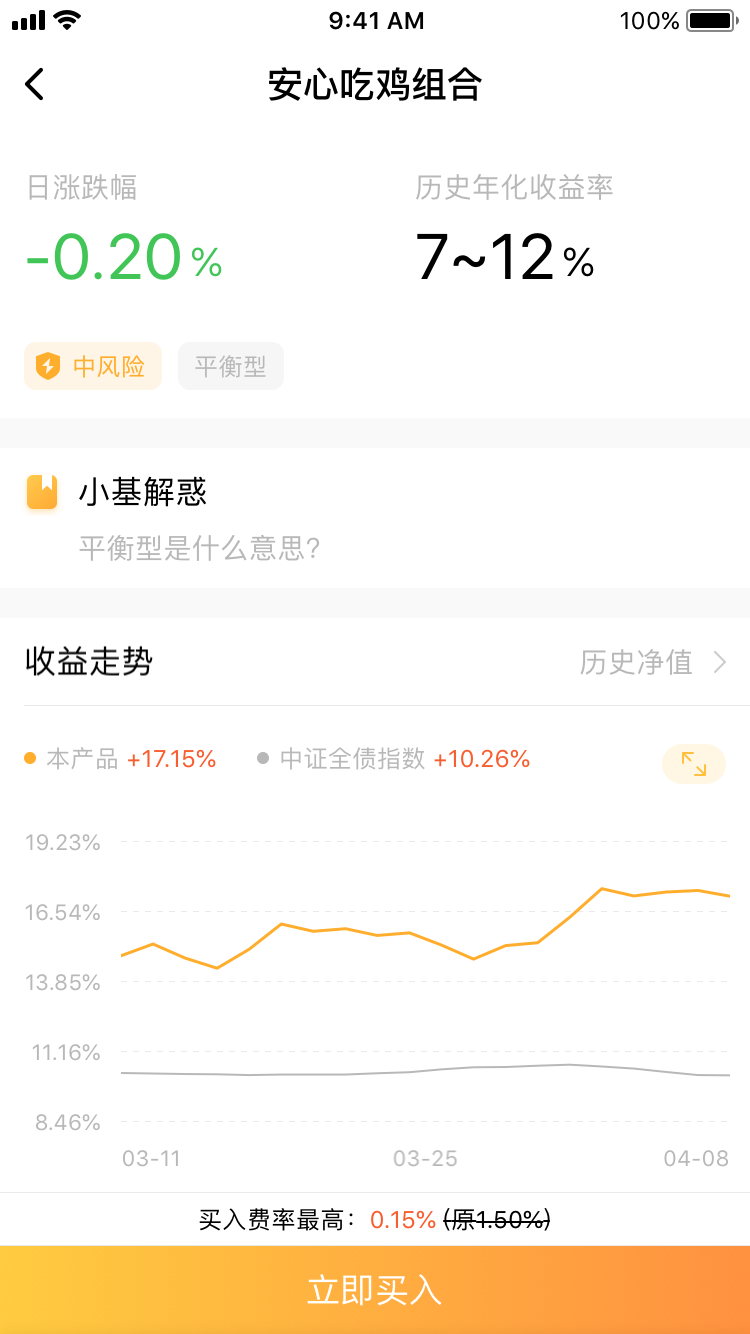 9:41 AM 100%
安心吃鸡组合
日涨跌幅 历史年化收益率
-0.20% 7~12%
中风险 平衡型
小基解惑
平衡型是什么意思?
收益走势 历史净值
本产品 +17.15% 中证全债指数 +10.26%
19.23%
16.54%
13.85%
11.16%
8.46%
03-11 03-25 04-08
买入费率最高：0.15% (原1.50%)
立即买入